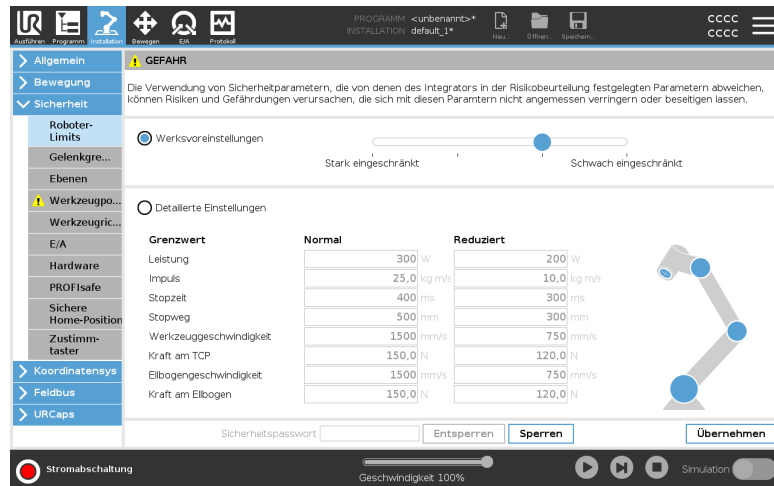 UR
PROGRAMM <unbenannt>*
INSTALLATION default_1*
cccc
cccc
Ausführen Programm Installation Bewegen E/A Protokoll Neu... Öffnen... Speichern...
Allgemein
Bewegung
Sicherheit
Roboter-
Limits
Gelenkgre...
Ebenen
Werkzeugpo...
Werkzeugric...
E/A
Hardware
PROFIsafe
Sichere
Home-Position
Zustimm-
taster
Koordinatensys
Feldbus
URCaps
GEFAHR
Die Verwendung von Sicherheitparametern, die von denen des Integrators in der Risikobeurteilung festgelegten Parametern abweichen,
können Risiken und Gefährdungen verursachen, die sich mit diesen Paramtern nicht angemessen verringern oder beseitigen lassen.
Werksvoreinstellungen
Stark eingeschränkt Schwach eingeschränkt
Detailierte Einstellungen
Grenzwert Normal Reduziert
Leistung 300 W 200 W
Impuls 25,0 kg m/s 10,0 kg m/s
Stopzeit 400 ms 300 ms
Stopweg 500 mm 300 mm
Werkzeuggeschwindigkeit 1500 mm/s 750 mm/s
Kraft am TCP 150,0 N 120,0 N
Ellbogengeschwindigkeit 1500 mm/s 750 mm/s
Kraft am Ellbogen 150,0 N 120,0 N
Sicherheitspasswort Entsperren Sperren Übernehmen
Stromabschaltung
Geschwindigkeit 100%
Simulation